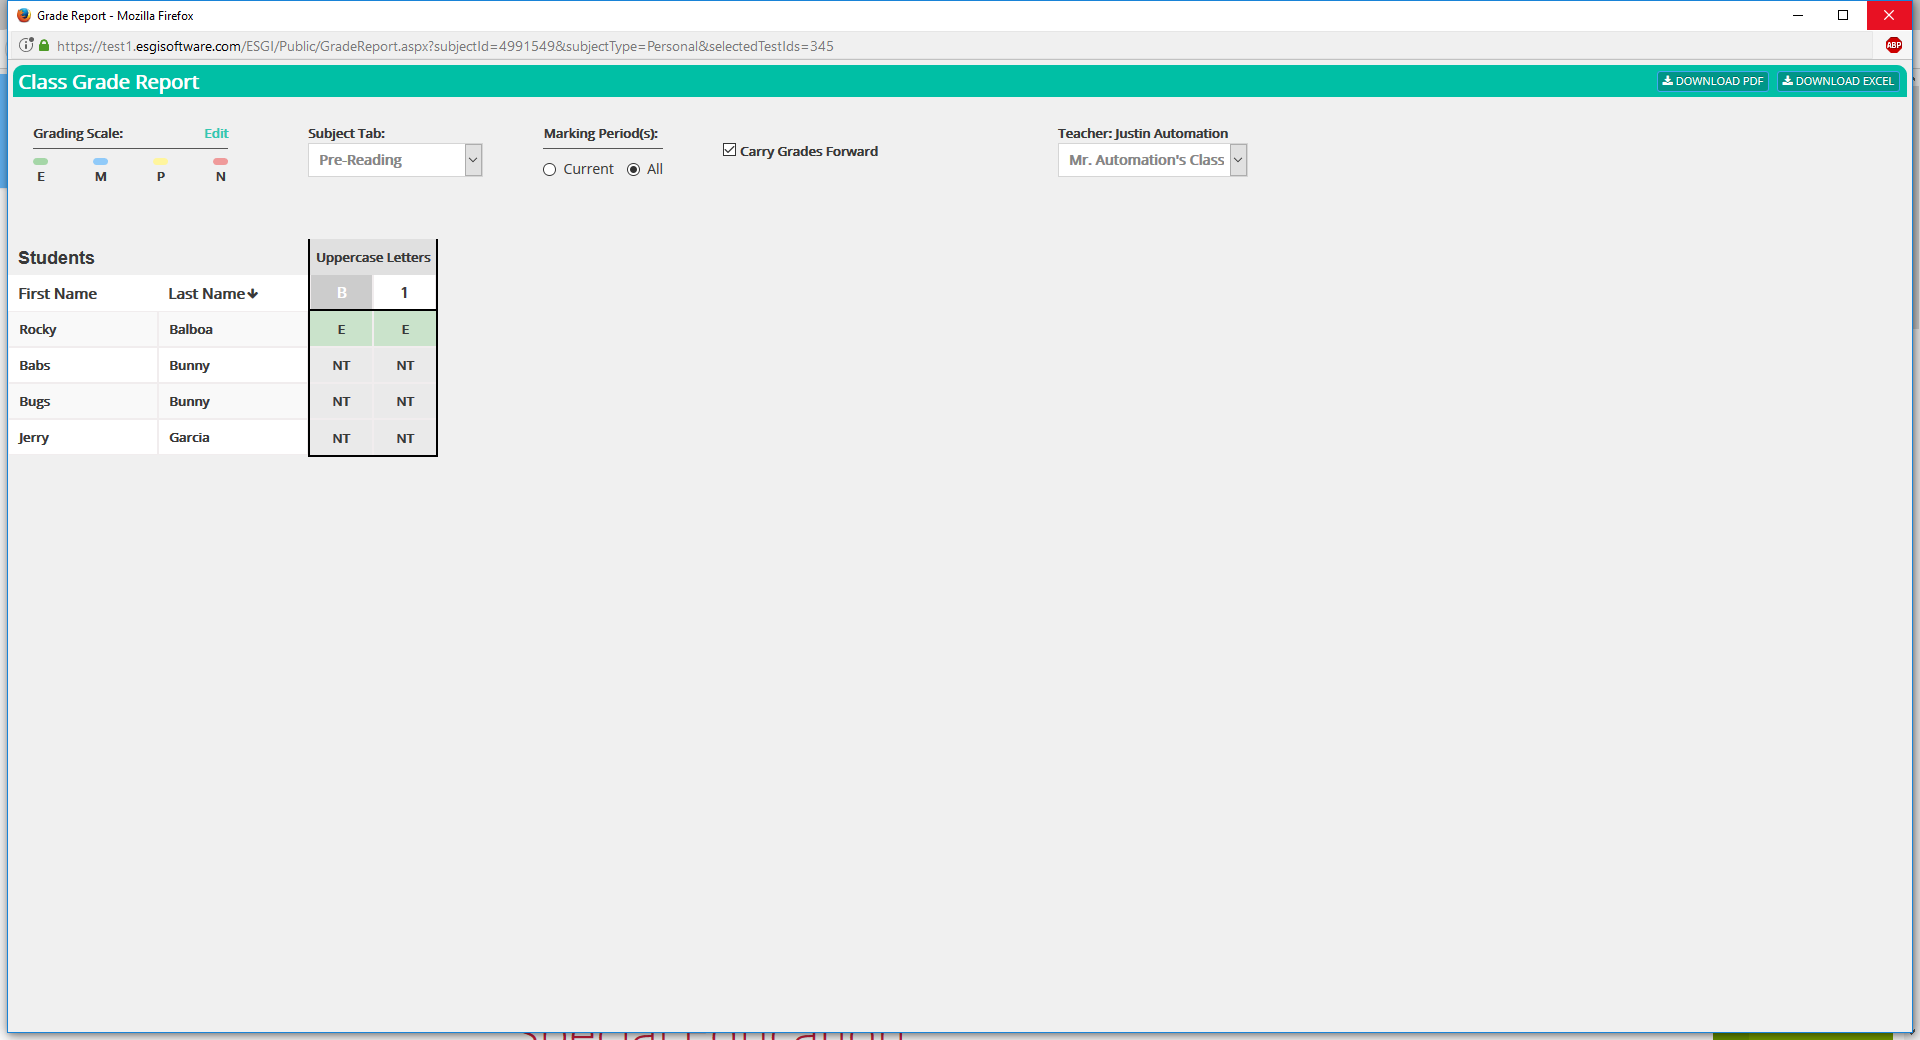 Grade Report - Mozilla Firefox
https://test1.esgisoftware.com/ESGI/Public/GradeReport.aspx?subjectId=4991549&subjectType=Personal&selectedTestIds=345
ABP
Class Grade Report
DOWNLOAD PDF
DOWNLOAD EXCEL
Grading Scale: Edit
E M P N
Subject Tab:
Pre-Reading
Marking Period(s):
Current All
Carry Grades Forward
Teacher: Justin Automation
Mr. Automation's Class
Students Uppercase Letters
First Name Last Name B 1
Rocky Balboa E E
Babs Bunny NT NT
Bugs Bunny NT NT
Jerry Garcia NT NT